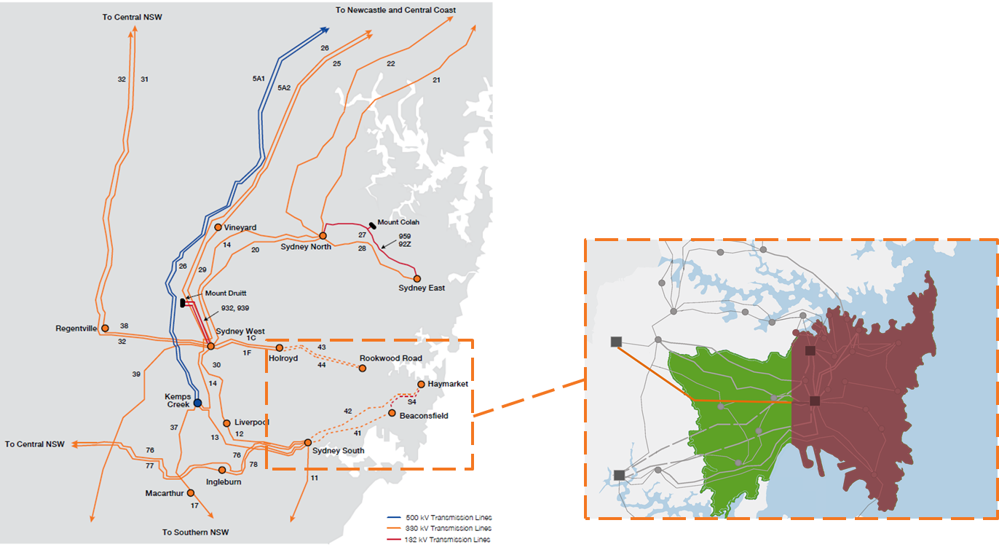 To Central NSW
To Newcastle and Central Coast
32
31
5A1
5A2
26
25
22
21
Vineyard
Mount Colah
14
20
Sydney North
27
28
959
92Z
26
29
Sydney East
Mount Druitt
932, 939
Regentville
38
32
Sydney West
1C
1F
Holroyd
43
44
Rookwood Road
39
30
14
Haymarket
S4
Kemps
Creek
42
41
Beaconsfield
Liverpool
37
13
12
To Central NSW
76
77
76
78
Sydney South
Ingleburn
11
Macarthur
17
To Southern NSW
500 kV Transmission Lines
330 kV Transmission Lines
132 kV Transmission Lines